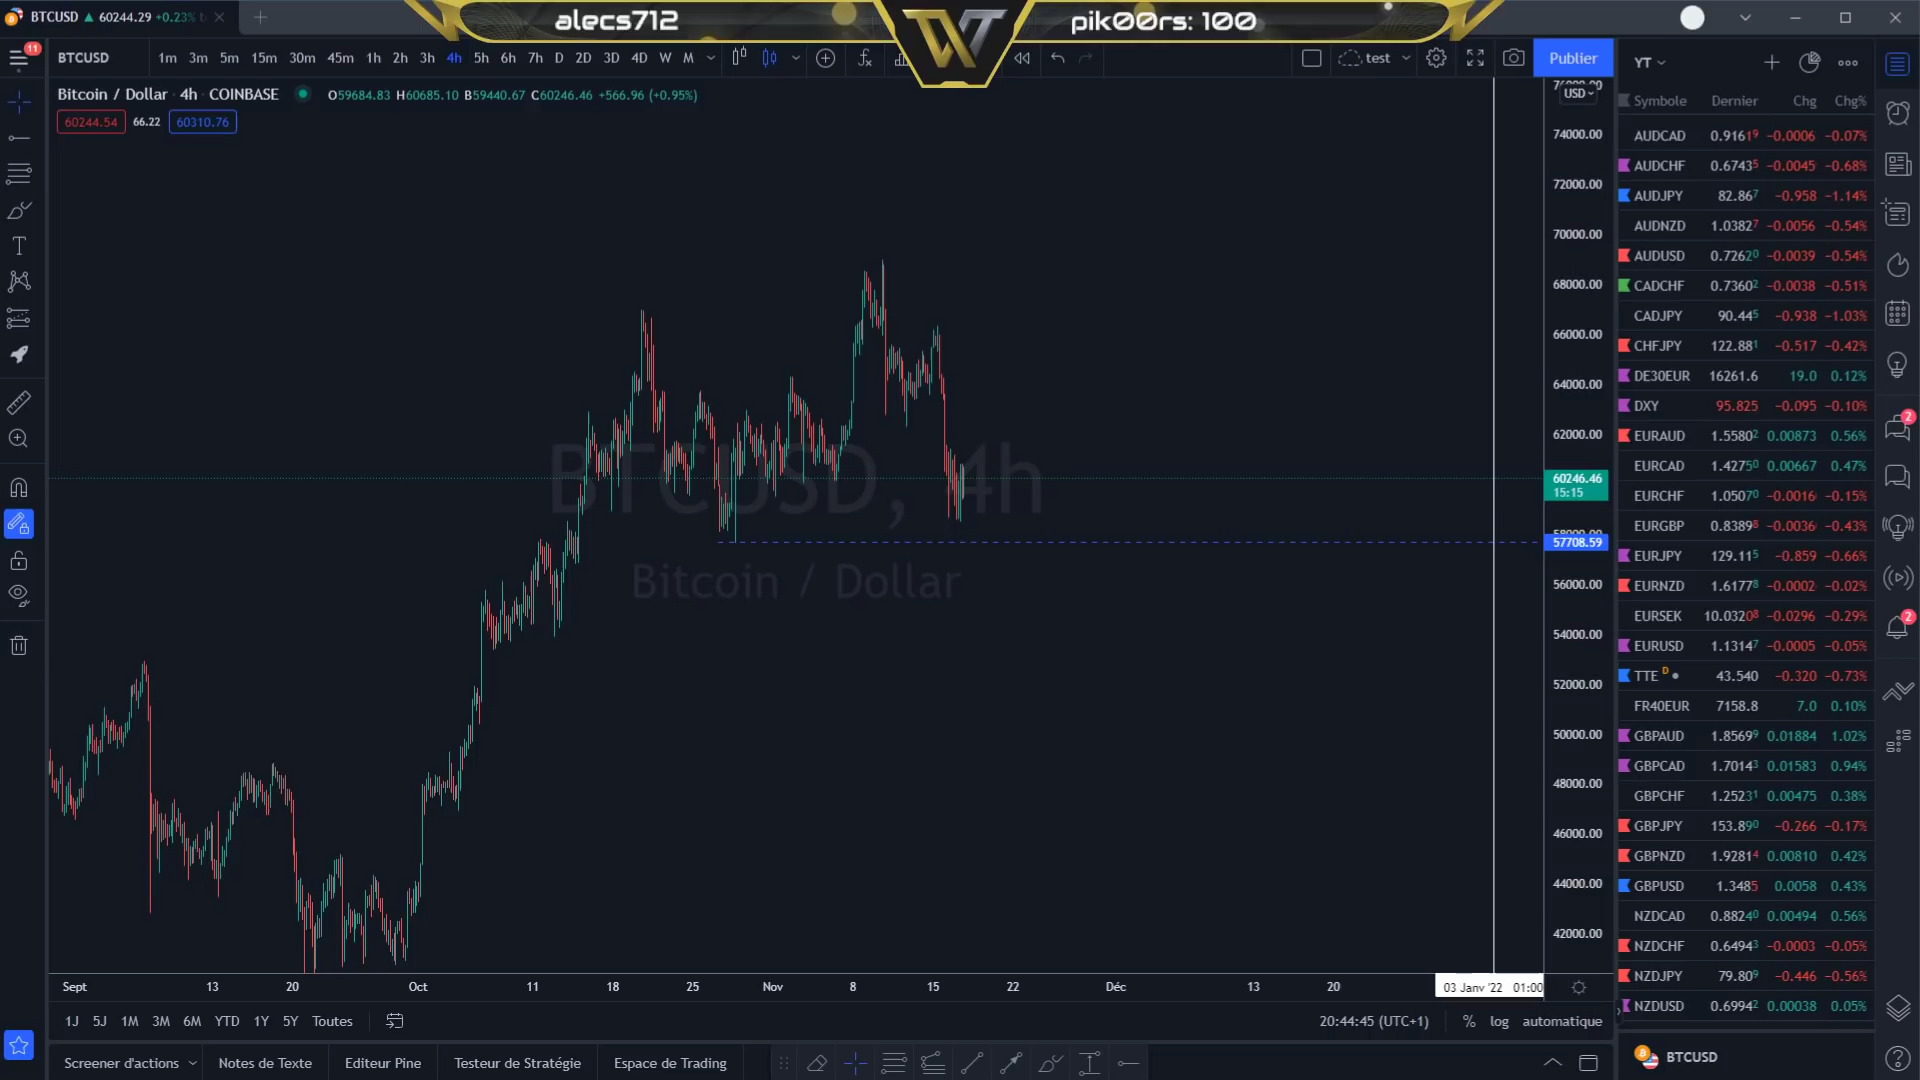 BTCUSD ▲ 60244.29 +0.23%
alecs712
pik00rs: 100
11
BTCUSD 1m 3m 5m 15m 30m 45m 1h 2h 3h 4h 5h 6h 7h D 2D 3D 4D W M
test
Publier
YT
Bitcoin / Dollar · 4h · COINBASE
O59684.83 H60685.10 B59440.67 C60246.46 +566.96 (+0.95%)
60244.54 66.22 60310.76
USD
76000.00
74000.00
72000.00
70000.00
68000.00
66000.00
64000.00
62000.00
60246.46
15:15
58000.00
57708.59
56000.00
54000.00
52000.00
50000.00
48000.00
46000.00
44000.00
42000.00
BTCUSD, 4h
Bitcoin / Dollar
Sept 13 20 Oct 11 18 25 Nov 8 15 22 Déc 13 20
03 Janv '22 01:00
1J 5J 1M 3M 6M YTD 1Y 5Y Toutes
20:44:45 (UTC+1) % log automatique
Screener d'actions Notes de Texte Editeur Pine Testeur de Stratégie Espace de Trading
Symbole Dernier Chg Chg%
AUDCAD 0.91619 −0.0006 −0.07%
AUDCHF 0.67435 −0.0045 −0.68%
AUDJPY 82.867 −0.958 −1.14%
AUDNZD 1.03827 −0.0056 −0.54%
AUDUSD 0.72620 −0.0039 −0.54%
CADCHF 0.73602 −0.0038 −0.51%
CADJPY 90.445 −0.938 −1.03%
CHFJPY 122.881 −0.517 −0.42%
DE30EUR 16261.6 19.0 0.12%
DXY 95.825 −0.095 −0.10%
EURAUD 1.55802 0.00873 0.56%
EURCAD 1.42750 0.00667 0.47%
EURCHF 1.05070 −0.0016 −0.15%
EURGBP 0.83898 −0.0036 −0.43%
EURJPY 129.115 −0.859 −0.66%
EURNZD 1.61778 −0.0002 −0.02%
EURSEK 10.03208 −0.0296 −0.29%
EURUSD 1.13147 −0.0005 −0.05%
TTE D 43.540 −0.320 −0.73%
FR40EUR 7158.8 7.0 0.10%
GBPAUD 1.85699 0.01884 1.02%
GBPCAD 1.70143 0.01583 0.94%
GBPCHF 1.25231 0.00475 0.38%
GBPJPY 153.890 −0.266 −0.17%
GBPNZD 1.92814 0.00810 0.42%
GBPUSD 1.3485 0.0058 0.43%
NZDCAD 0.88240 0.00494 0.56%
NZDCHF 0.64943 −0.0003 −0.05%
NZDJPY 79.809 −0.446 −0.56%
NZDUSD 0.69942 0.00038 0.05%
BTCUSD
2
2